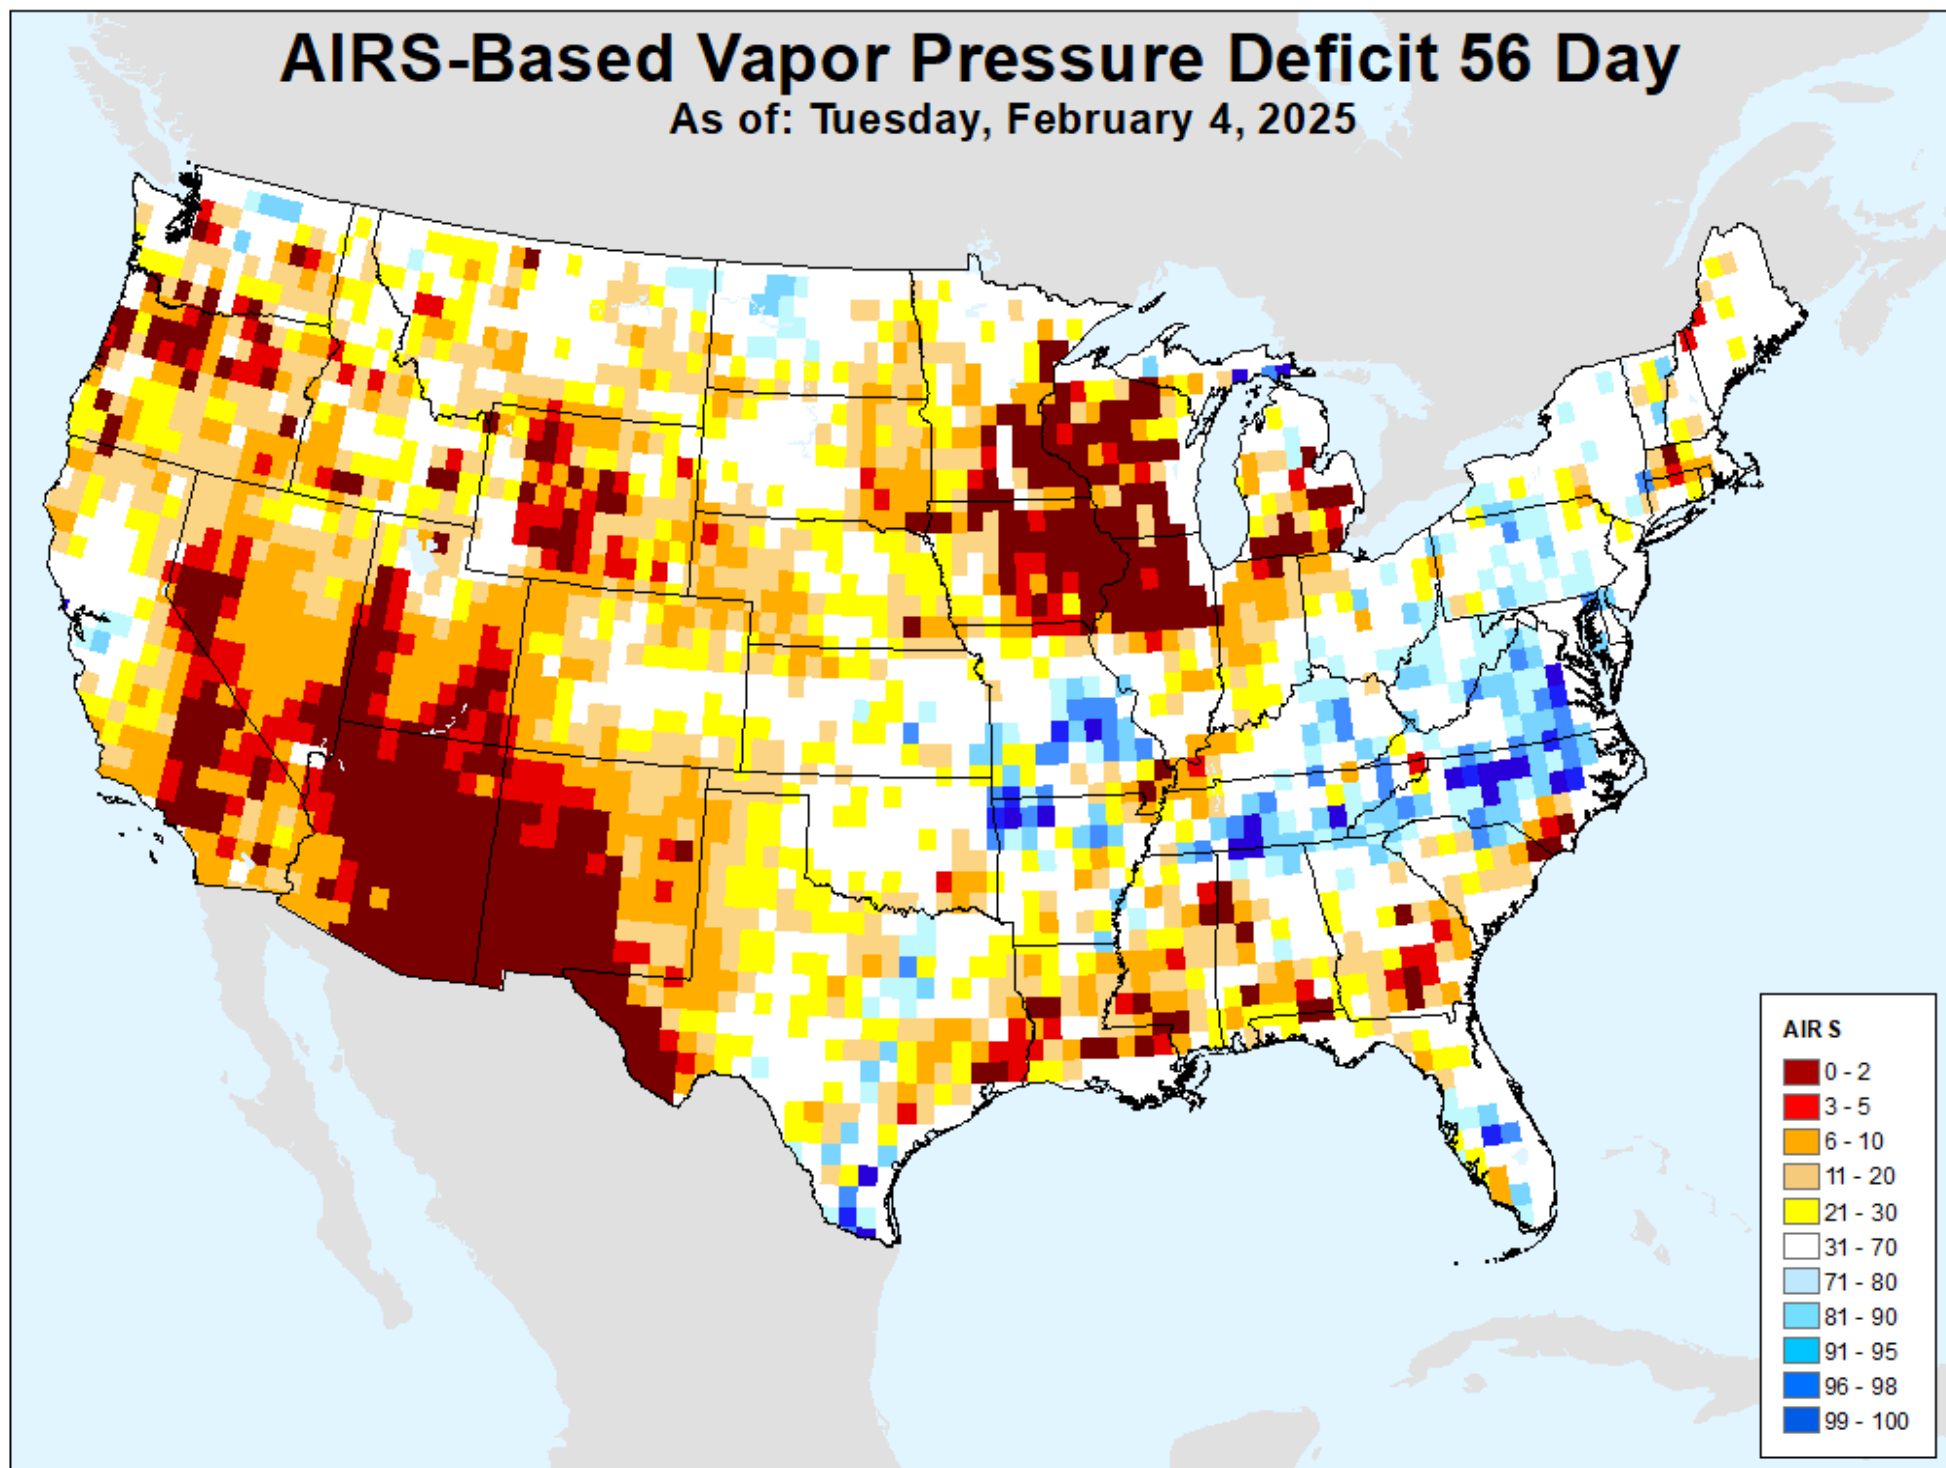 AIRS-Based Vapor Pressure Deficit 56 Day
As of: Tuesday, February 4, 2025
AIRS
0 - 2
3 - 5
6 - 10
11 - 20
21 - 30
31 - 70
71 - 80
81 - 90
91 - 95
96 - 98
99 - 100